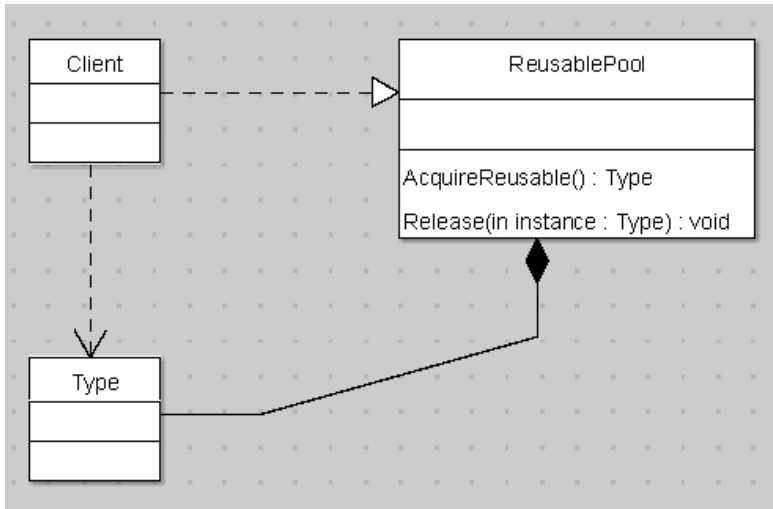 Client
ReusablePool
AcquireReusable() : Type
Release(in instance : Type) : void
Type